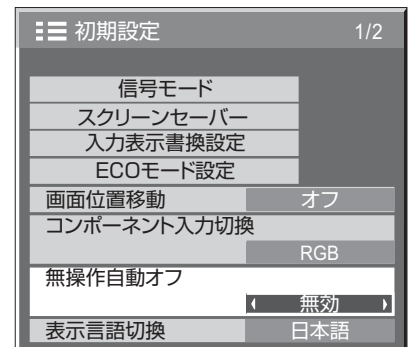 初期設定 1/2
信号モード
スクリーンセーバー
入力表示書換設定
ECOモード設定
画面位置移動 オフ
コンポーネント入力切換
RGB
無操作自動オフ
無効
表示言語切換 日本語